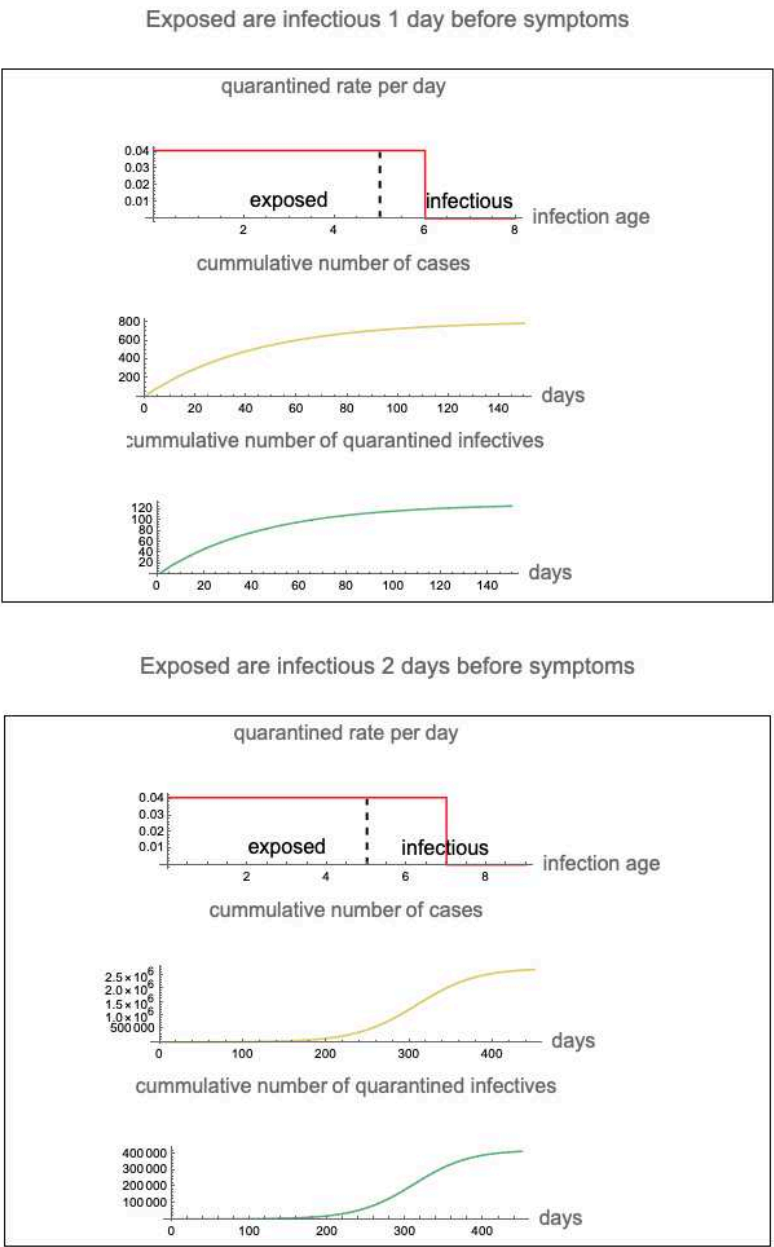 Exposed are infectious 1 day before symptoms
quarantined rate per day
0.04
0.03
0.02
0.01
exposed
infectious
2 4 6 8
infection age
cummulative number of cases
800
600
400
200
0 20 40 60 80 100 120 140
days
cummulative number of quarantined infectives
120
100
80
60
40
20
0 20 40 60 80 100 120 140
days
Exposed are infectious 2 days before symptoms
quarantined rate per day
0.04
0.03
0.02
0.01
exposed
infectious
2 4 6 8
infection age
cummulative number of cases
2.5 × 10⁶
2.0 × 10⁶
1.5 × 10⁶
1.0 × 10⁶
500 000
0 100 200 300 400
days
cummulative number of quarantined infectives
400 000
300 000
200 000
100 000
0 100 200 300 400
days